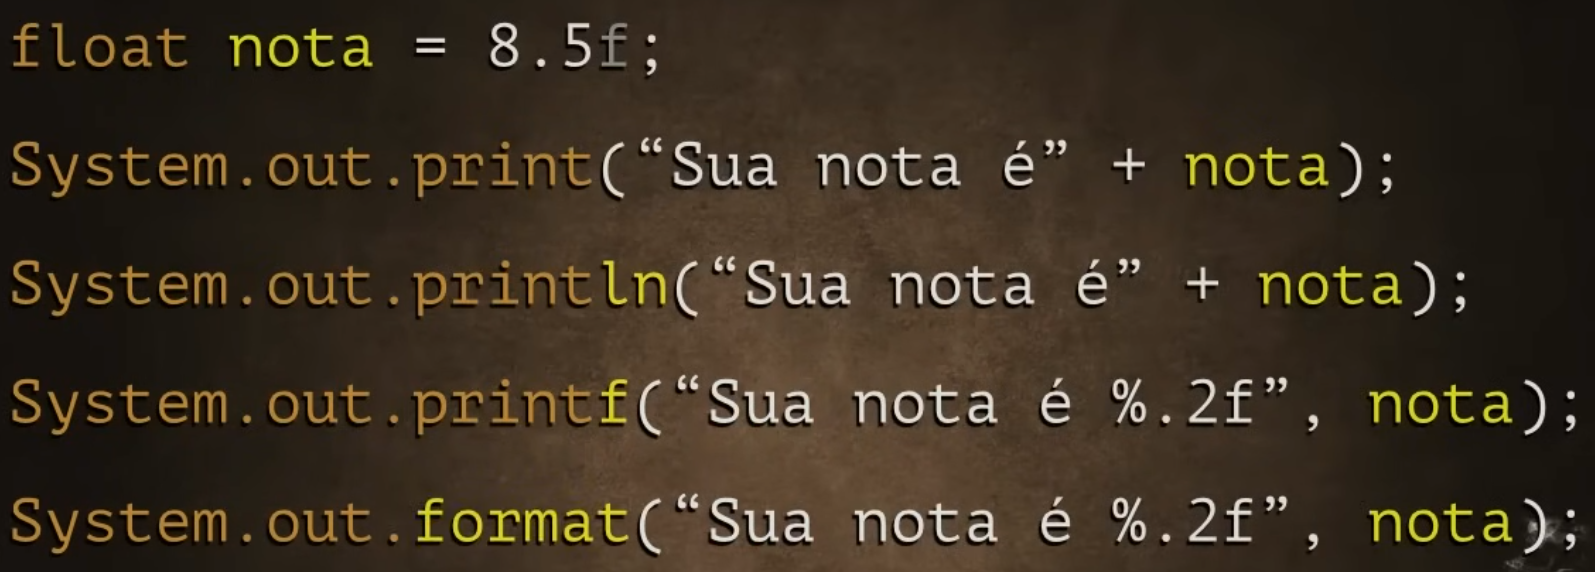 float nota = 8.5f;
System.out.print(“Sua nota é” + nota);
System.out.println(“Sua nota é” + nota);
System.out.printf(“Sua nota é %.2f”, nota);
System.out.format(“Sua nota é %.2f”, nota);